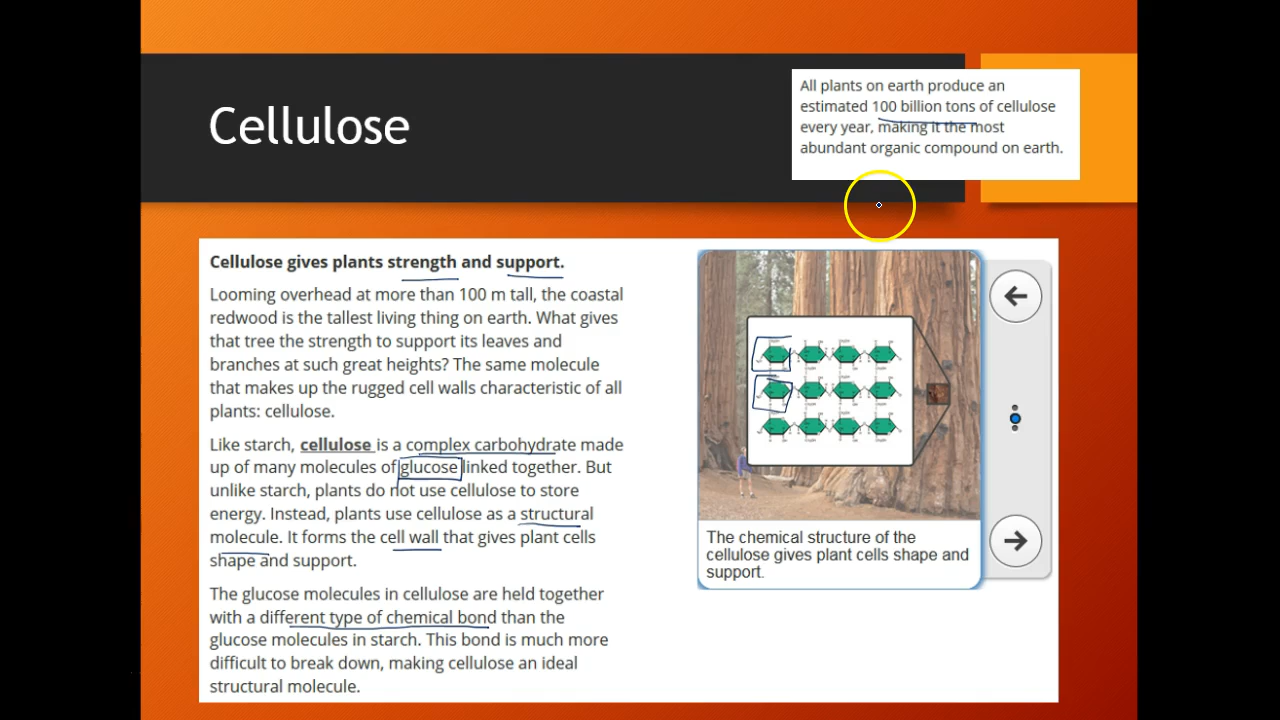 Cellulose
All plants on earth produce an
estimated 100 billion tons of cellulose
every year, making it the most
abundant organic compound on earth.
Cellulose gives plants strength and support.
Looming overhead at more than 100 m tall, the coastal
redwood is the tallest living thing on earth. What gives
that tree the strength to support its leaves and
branches at such great heights? The same molecule
that makes up the rugged cell walls characteristic of all
plants: cellulose.
Like starch, cellulose is a complex carbohydrate made
up of many molecules of glucose linked together. But
unlike starch, plants do not use cellulose to store
energy. Instead, plants use cellulose as a structural
molecule. It forms the cell wall that gives plant cells
shape and support.
The glucose molecules in cellulose are held together
with a different type of chemical bond than the
glucose molecules in starch. This bond is much more
difficult to break down, making cellulose an ideal
structural molecule.
The chemical structure of the
cellulose gives plant cells shape and
support.